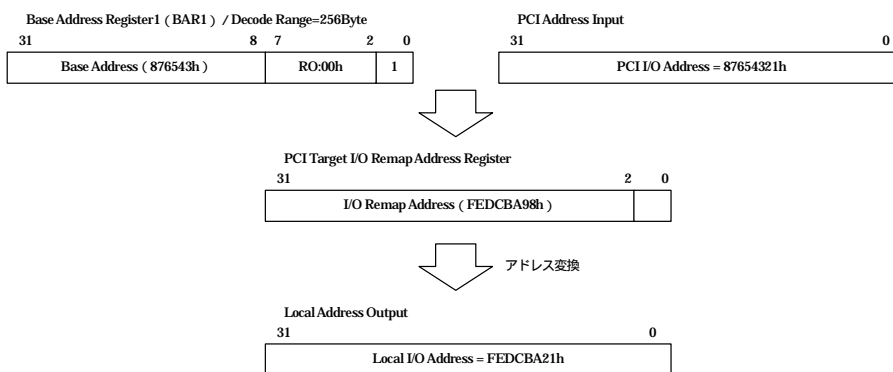 Base Address Register1 ( BAR1 ) / Decode Range=256Byte
31 8 7 2 0
Base Address ( 876543h ) RO:00h 1
PCI Address Input
31 0
PCI I/O Address = 87654321h
PCI Target I/O Remap Address Register
31 2 0
I/O Remap Address ( FEDCBA98h )
アドレス変換
Local Address Output
31 0
Local I/O Address = FEDCBA21h